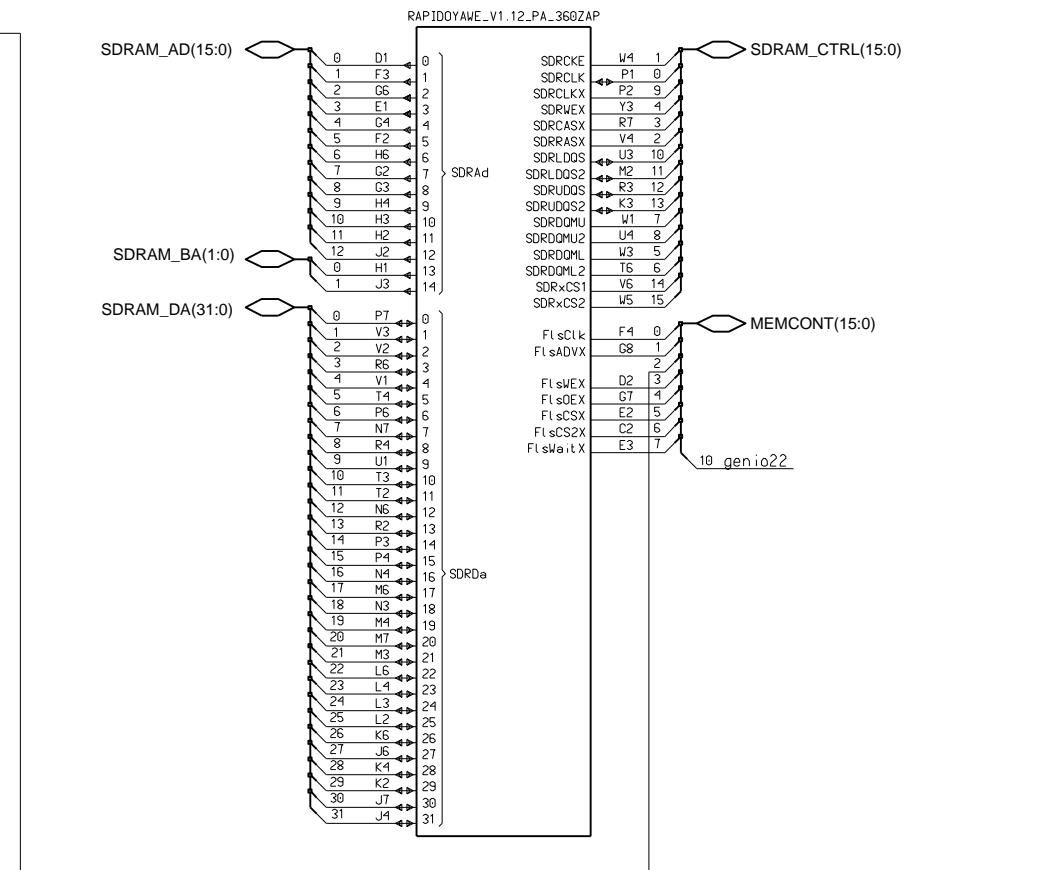 RAPIDOYAWE_V1.12_PA_360ZAP
SDRAM_AD(15:0)
0 D1 0
1 F3 1
2 G6 2
3 E1 3
4 G4 4
5 F2 5
6 H6 6
7 G2 7
8 G3 8
9 H4 9
10 H3 10
11 H2 11
12 J2 12
SDRAd
SDRAM_BA(1:0)
0 H1 13
1 J3 14
SDRAM_DA(31:0)
0 P7 0
1 V3 1
2 V2 2
3 R6 3
4 V1 4
5 T4 5
6 P6 6
7 N7 7
8 R4 8
9 U1 9
10 T3 10
11 T2 11
12 N6 12
13 R2 13
14 P3 14
15 P4 15
16 N4 16
17 M6 17
18 N3 18
19 M4 19
20 M7 20
21 M3 21
22 L6 22
23 L4 23
24 L3 24
25 L2 25
26 K6 26
27 J6 27
28 K4 28
29 K2 29
30 J7 30
31 J4 31
SDRDa
SDRAM_CTRL(15:0)
SDRCKE W4 1
SDRCLK P1 0
SDRCLKX P2 9
SDRWEX Y3 4
SDRCASX R7 3
SDRRASX V4 2
SDRLDQS U3 10
SDRLDQS2 M2 11
SDRUDQS R3 12
SDRUDQS2 K3 13
SDRDQMU W1 7
SDRDQMU2 U4 8
SDRDQML W3 5
SDRDQML2 T6 6
SDRxCS1 V6 14
SDRxCS2 W5 15
MEMCONT(15:0)
FlsClk F4 0
FlsADVX G8 1
2
FlsWEX D2 3
FlsOEX G7 4
FlsCSX E2 5
FlsCS2X C2 6
FlsWaitX E3 7
10 genio22